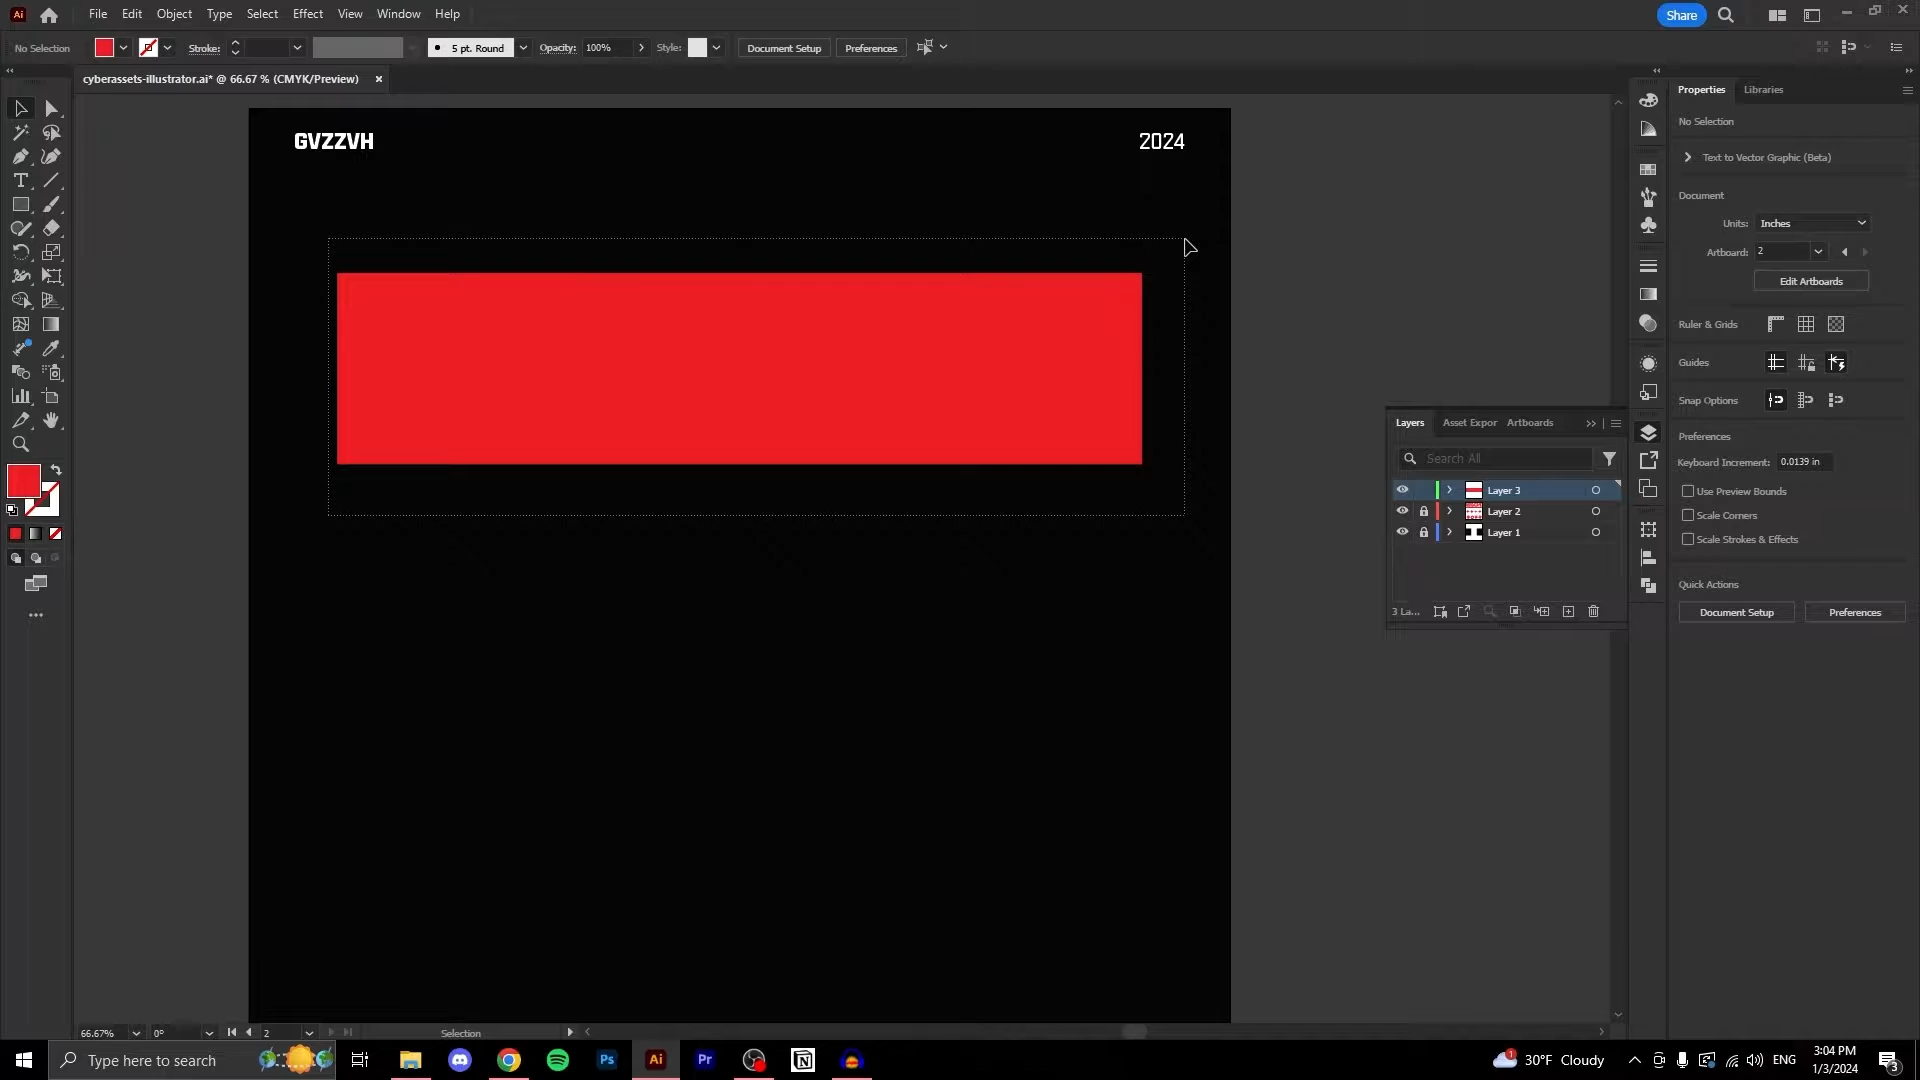 Ai File Edit Object Type Select Effect View Window Help Share
No Selection Stroke: 5 pt. Round Opacity: 100% Style: Document Setup Preferences
cyberassets-illustrator.ai* @ 66.67 % (CMYK/Preview) ×
GVZZVH 2024
Properties Libraries
No Selection
Text to Vector Graphic (Beta)
Document
Units: Inches
Artboard: 2
Edit Artboards
Ruler & Grids
Guides
Snap Options
Preferences
Keyboard Increment: 0.0139 in
Use Preview Bounds
Scale Corners
Scale Strokes & Effects
Quick Actions
Document Setup Preferences
Layers Asset Expor Artboards
Search All
Layer 3
Layer 2
Layer 1
3 La...
66.67% 0° 2 Selection
Type here to search Ps Ai Pr 1 30°F Cloudy ENG 3:04 PM
1/3/2024 3